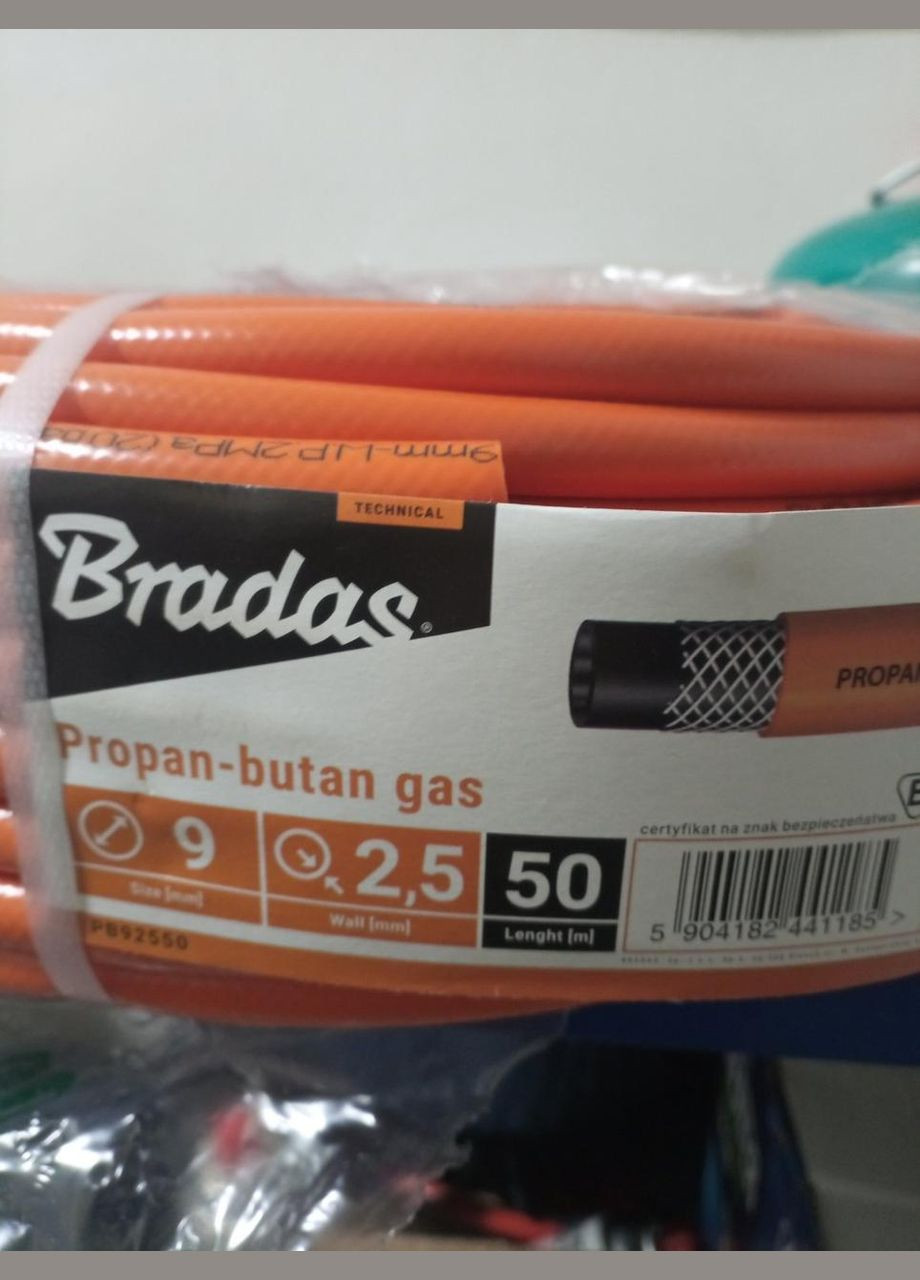 9mm-W.P.2MPa (20ba
TECHNICAL
Bradas®
PROPAN
Propan-butan gas
9
Size [mm]
2,5
Wall [mm]
50
Lenght [m]
certyfikat na znak bezpieczeństwa
B
5 904182 441185 >
PB92550